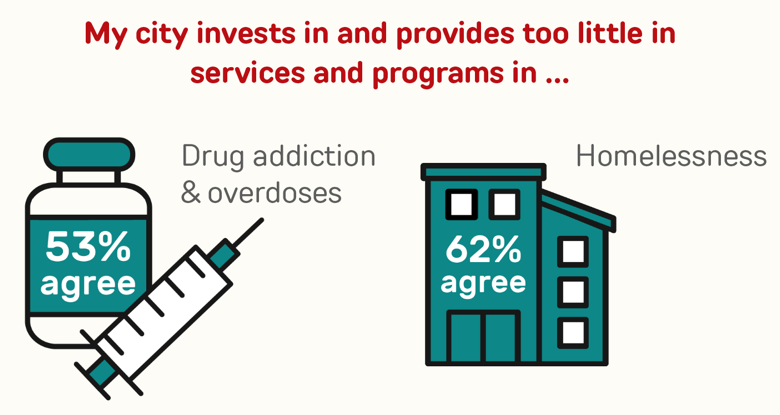 My city invests in and provides too little in
services and programs in ...
Drug addiction
& overdoses
53%
agree
Homelessness
62%
agree